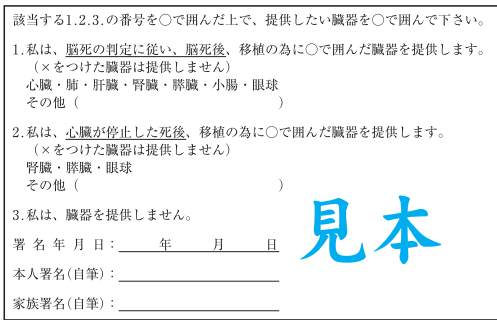 該当する1.2.3.の番号を○で囲んだ上で、提供したい臓器を○で囲んで下さい。
1.私は、脳死の判定に従い、脳死後、移植の為に○で囲んだ臓器を提供します。
（×をつけた臓器は提供しません）
心臓・肺・肝臓・腎臓・膵臓・小腸・眼球
その他（　　　　　　　　　　　　　　　）
2.私は、心臓が停止した死後、移植の為に○で囲んだ臓器を提供します。
（×をつけた臓器は提供しません）
腎臓・膵臓・眼球
その他（　　　　　　　　　　　　　　　）
3.私は、臓器を提供しません。
署 名 年 月 日：　　　年　　　月　　　日
本人署名(自筆)：
家族署名(自筆)：
見本